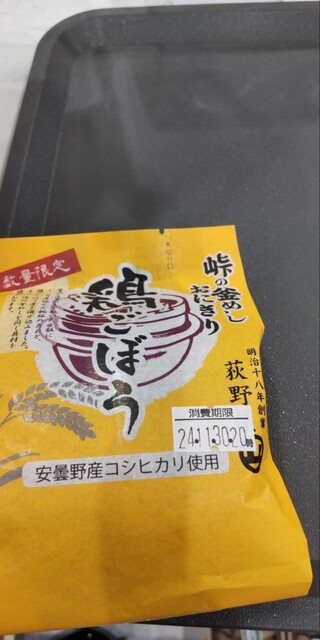 数量限定
峠の釜めし
おにぎり
鶏ごぼう
明治十八年創業
荻野
消費期限
24.11.30.20時
安曇野産コシヒカリ使用